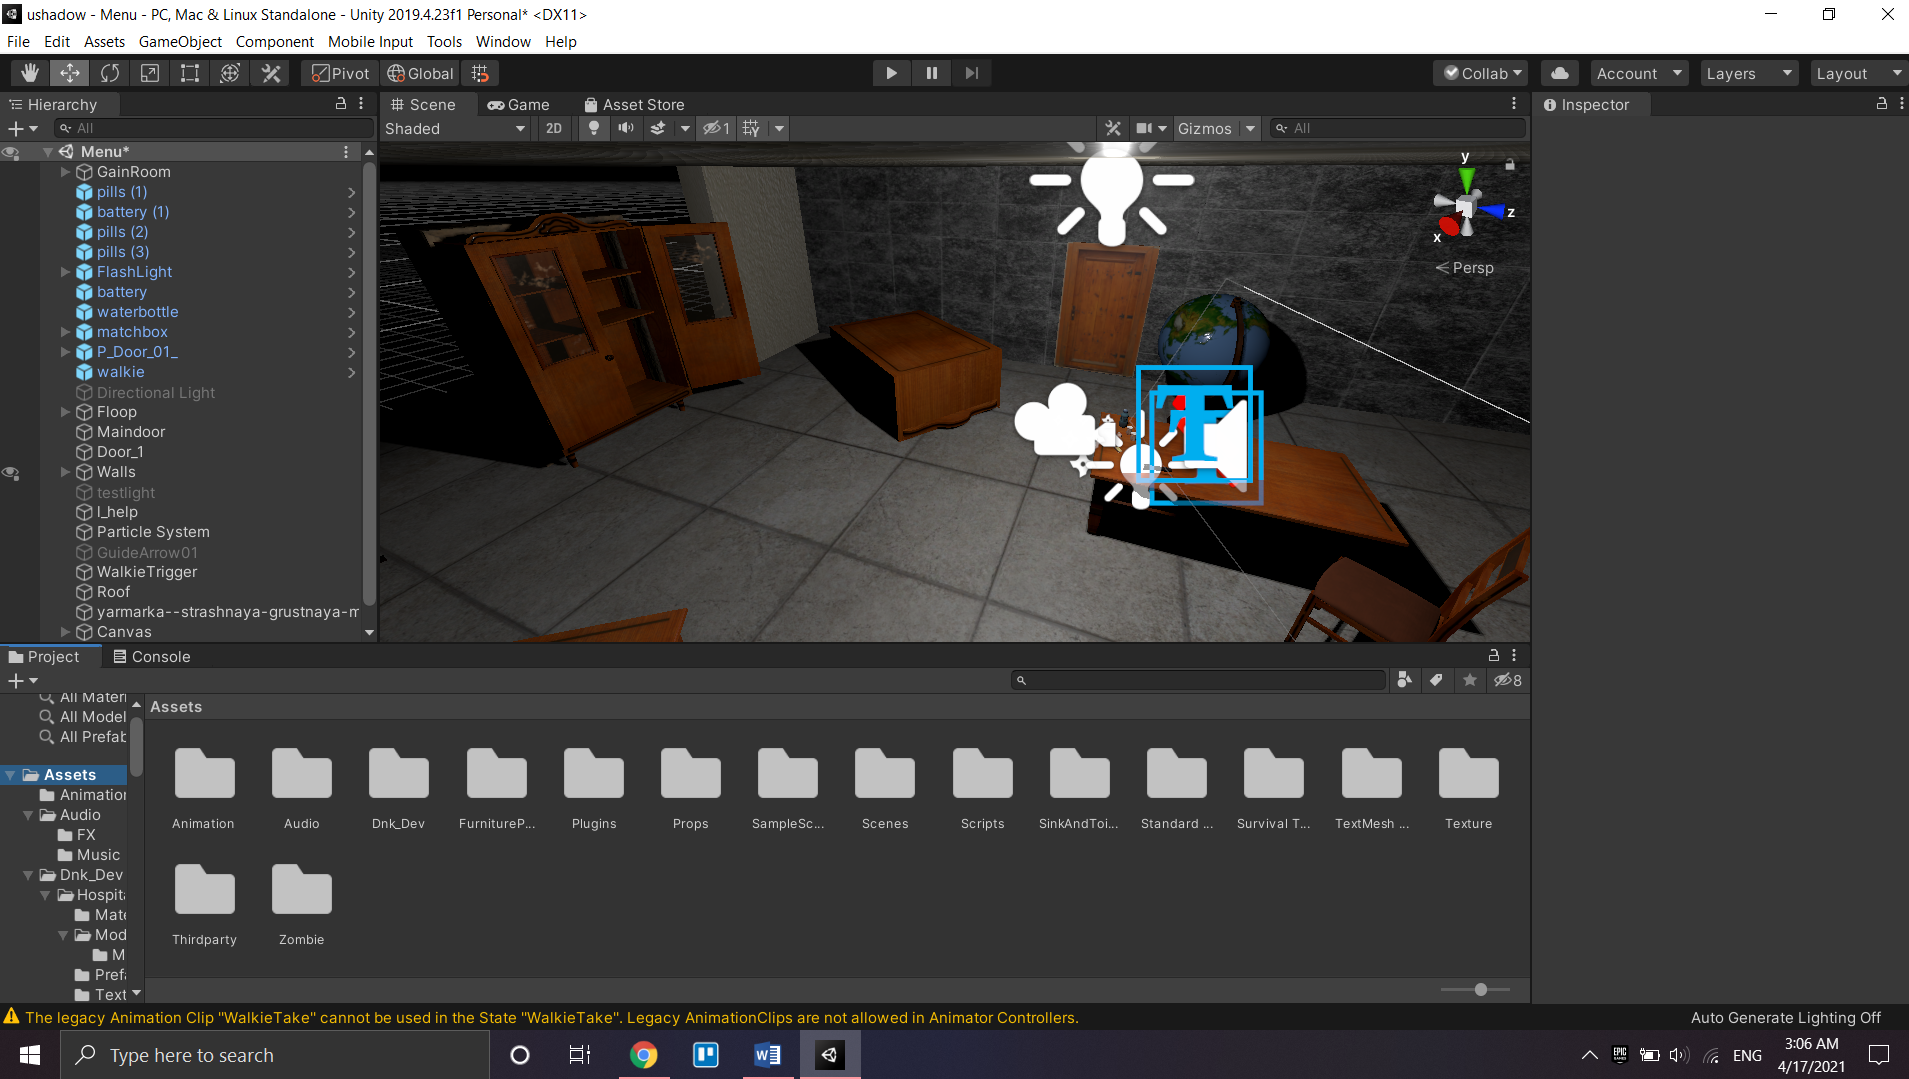 ushadow - Menu - PC, Mac & Linux Standalone - Unity 2019.4.23f1 Personal* <DX11>
File Edit Assets GameObject Component Mobile Input Tools Window Help
Pivot Global Collab Account Layers Layout
Hierarchy
All
Menu*
GainRoom
pills (1)
battery (1)
pills (2)
pills (3)
FlashLight
battery
waterbottle
matchbox
P_Door_01_
walkie
Directional Light
Floop
Maindoor
Door_1
Walls
testlight
I_help
Particle System
GuideArrow01
WalkieTrigger
Roof
yarmarka--strashnaya-grustnaya-m
Canvas
Scene Game Asset Store
Shaded 2D 1 Gizmos All
y
z
x
Persp
Inspector
Project Console
8
All Materi
All Model
All Prefab
Assets
Animation
Audio
FX
Music
Dnk_Dev
Hospita
Mate
Mod
M
Prefa
Text
Assets
Animation Audio Dnk_Dev FurnitureP... Plugins Props SampleSc... Scenes Scripts SinkAndToi... Standard ... Survival T... TextMesh ... Texture
Thirdparty Zombie
The legacy Animation Clip "WalkieTake" cannot be used in the State "WalkieTake". Legacy AnimationClips are not allowed in Animator Controllers.
Auto Generate Lighting Off
Type here to search
EPIC GAMES
ENG
3:06 AM
4/17/2021